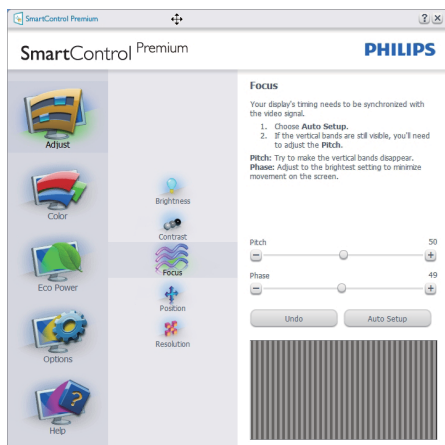 SmartControl Premium
SmartControl Premium
PHILIPS
Adjust
Color
Eco Power
Options
Help
Brightness
Contrast
Focus
Position
Resolution
Focus
Your display's timing needs to be synchronized with
the video signal.
1. Choose Auto Setup.
2. If the vertical bands are still visible, you'll need
to adjust the Pitch.
Pitch: Try to make the vertical bands disappear.
Phase: Adjust to the brightest setting to minimize
movement on the screen.
Pitch 50
Phase 49
Undo Auto Setup